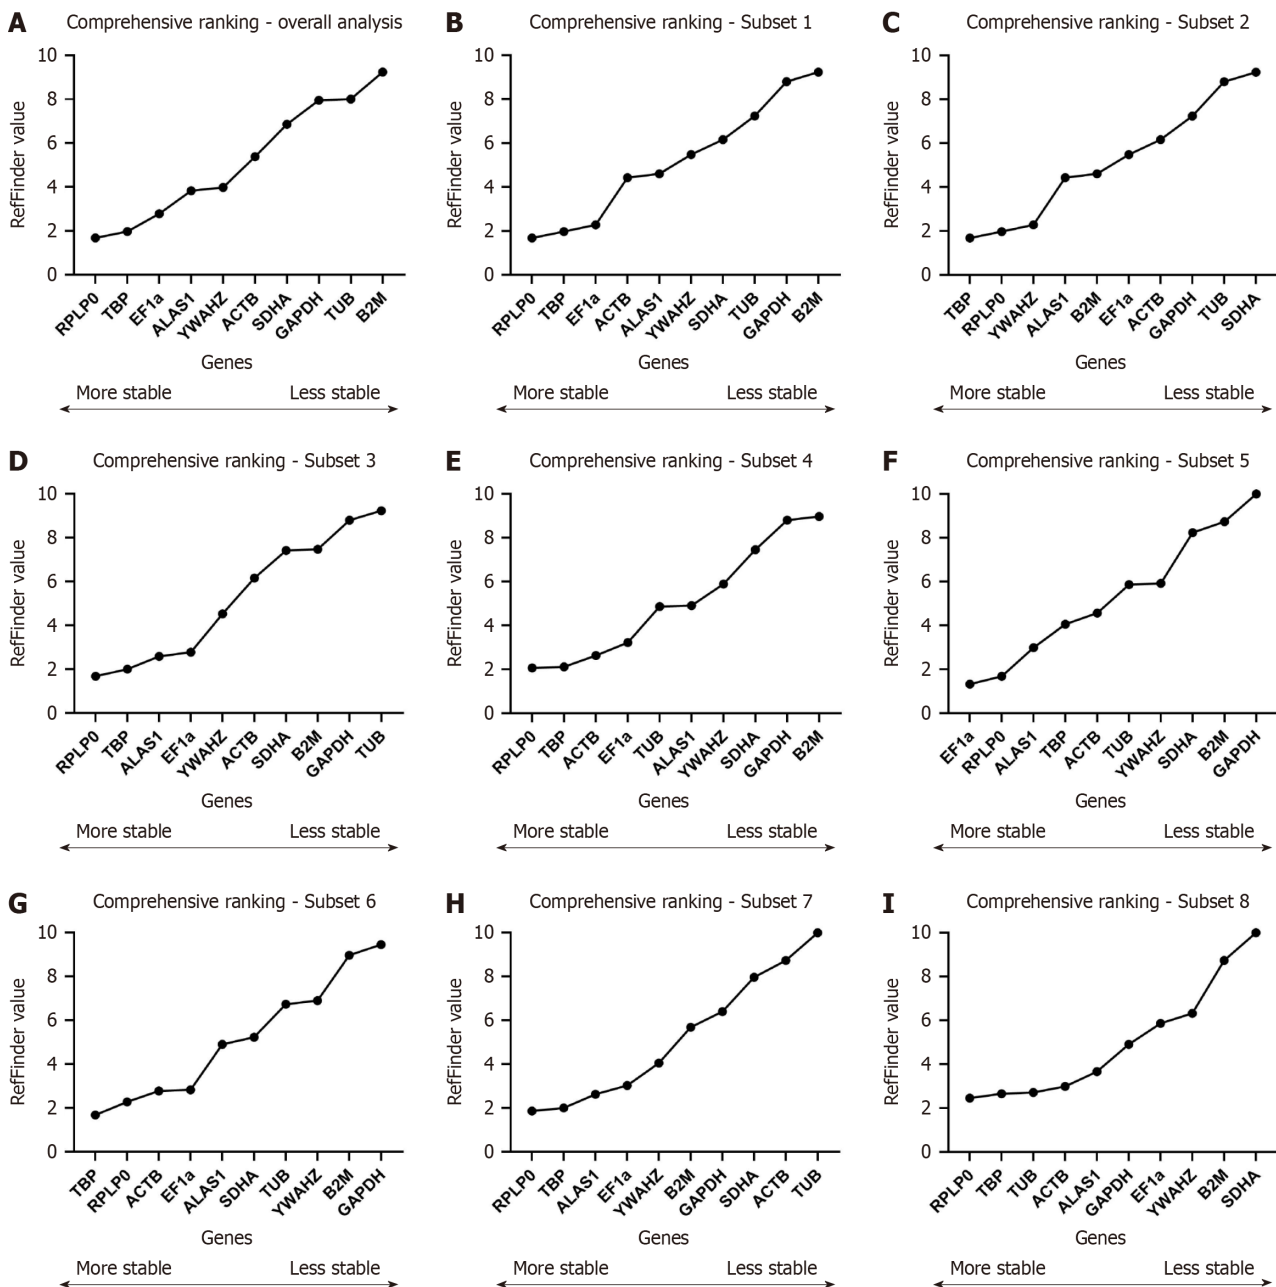 A Comprehensive ranking - overall analysis
RefFinder value
10
8
6
4
2
0
RPLP0
TBP
EF1a
ALAS1
YWAHZ
ACTB
SDHA
GAPDH
TUB
B2M
Genes
More stable Less stable
B Comprehensive ranking - Subset 1
RefFinder value
10
8
6
4
2
0
RPLP0
TBP
EF1a
ACTB
ALAS1
YWAHZ
SDHA
TUB
GAPDH
B2M
Genes
More stable Less stable
C Comprehensive ranking - Subset 2
RefFinder value
10
8
6
4
2
0
TBP
RPLP0
YWAHZ
ALAS1
B2M
EF1a
ACTB
GAPDH
TUB
SDHA
Genes
More stable Less stable
D Comprehensive ranking - Subset 3
RefFinder value
10
8
6
4
2
0
RPLP0
TBP
ALAS1
EF1a
YWAHZ
ACTB
SDHA
B2M
GAPDH
TUB
Genes
More stable Less stable
E Comprehensive ranking - Subset 4
RefFinder value
10
8
6
4
2
0
RPLP0
TBP
ACTB
EF1a
TUB
ALAS1
YWAHZ
SDHA
GAPDH
B2M
Genes
More stable Less stable
F Comprehensive ranking - Subset 5
RefFinder value
10
8
6
4
2
0
EF1a
RPLP0
ALAS1
TBP
ACTB
TUB
YWAHZ
SDHA
B2M
GAPDH
Genes
More stable Less stable
G Comprehensive ranking - Subset 6
RefFinder value
10
8
6
4
2
0
TBP
RPLP0
ACTB
EF1a
ALAS1
SDHA
TUB
YWAHZ
B2M
GAPDH
Genes
More stable Less stable
H Comprehensive ranking - Subset 7
RefFinder value
10
8
6
4
2
0
RPLP0
TBP
ALAS1
EF1a
YWAHZ
B2M
GAPDH
SDHA
ACTB
TUB
Genes
More stable Less stable
I Comprehensive ranking - Subset 8
RefFinder value
10
8
6
4
2
0
RPLP0
TBP
TUB
ACTB
ALAS1
GAPDH
EF1a
YWAHZ
B2M
SDHA
Genes
More stable Less stable